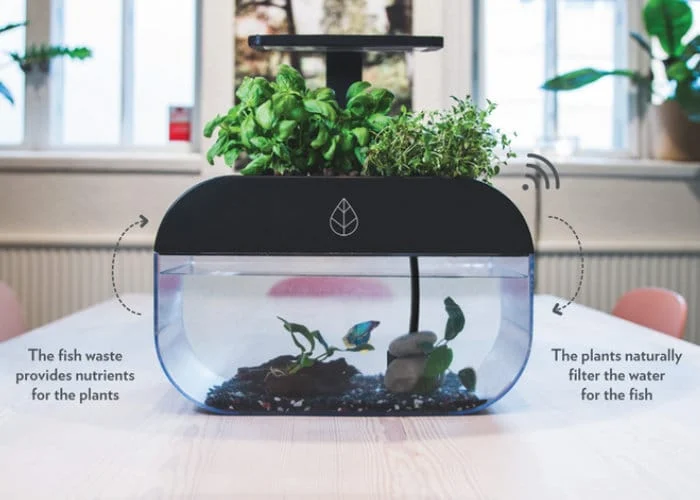 The fish waste
provides nutrients
for the plants
The plants naturally
filter the water
for the fish